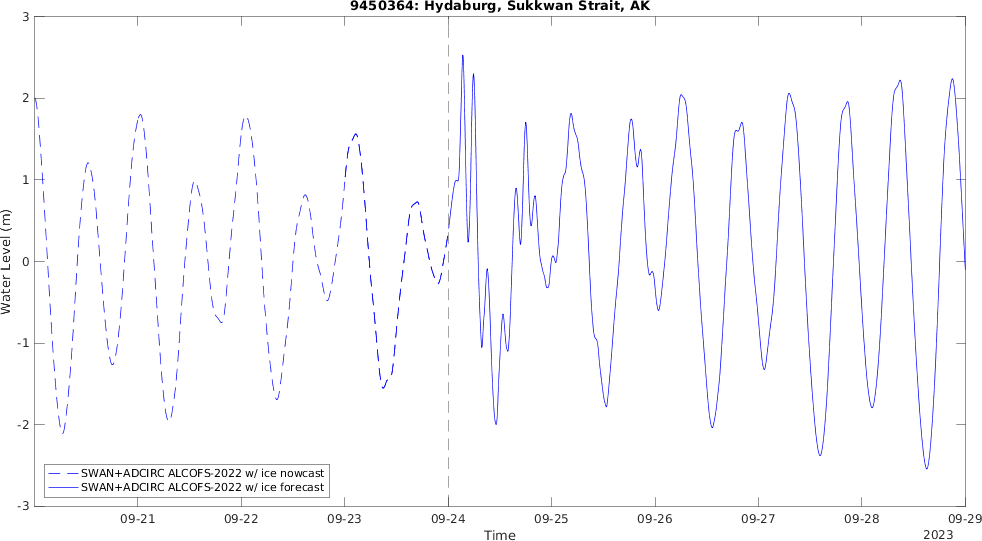 9450364: Hydaburg, Sukkwan Strait, AK
3
2
1
0
-1
-2
-3
Water Level (m)
SWAN+ADCIRC ALCOFS-2022 w/ ice nowcast
SWAN+ADCIRC ALCOFS-2022 w/ ice forecast
09-21 09-22 09-23 09-24 09-25 09-26 09-27 09-28 09-29
Time
2023